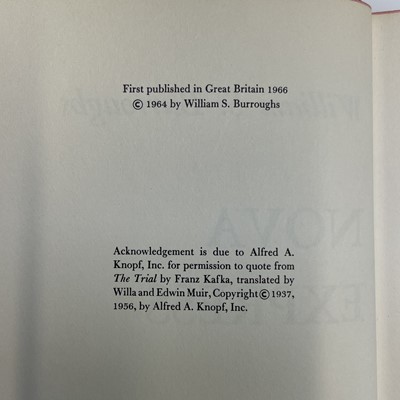 First published in Great Britain 1966
© 1964 by William S. Burroughs
Acknowledgement is due to Alfred A.
Knopf, Inc. for permission to quote from
The Trial by Franz Kafka, translated by
Willa and Edwin Muir, Copyright © 1937,
1956, by Alfred A. Knopf, Inc.
NOVA